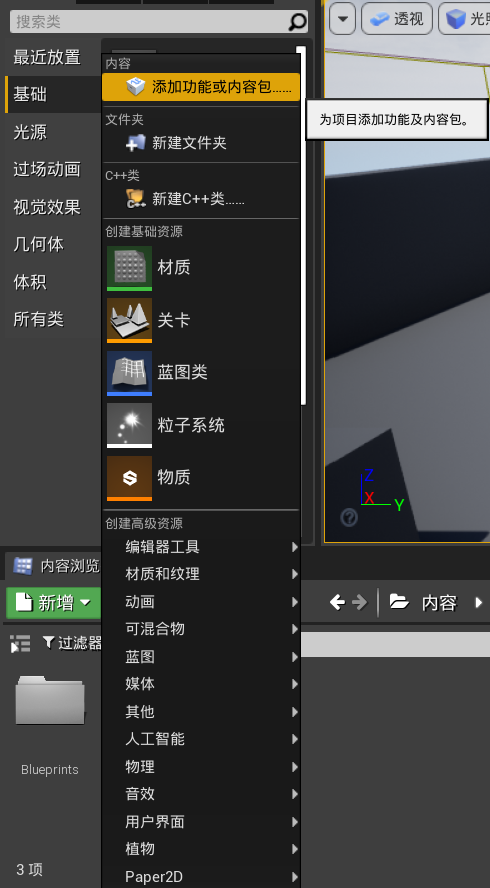 搜索类
最近放置
基础
光源
过场动画
视觉效果
几何体
体积
所有类
内容
添加功能或内容包......
文件夹
新建文件夹
C++类
新建C++类......
创建基础资源
材质
关卡
蓝图类
粒子系统
物质
创建高级资源
编辑器工具
材质和纹理
动画
可混合物
蓝图
媒体
其他
人工智能
物理
音效
用户界面
植物
Paper2D
为项目添加功能及内容包。
透视
光照
Z
X
Y
内容浏览
新增
内容
过滤器
Blueprints
3 项